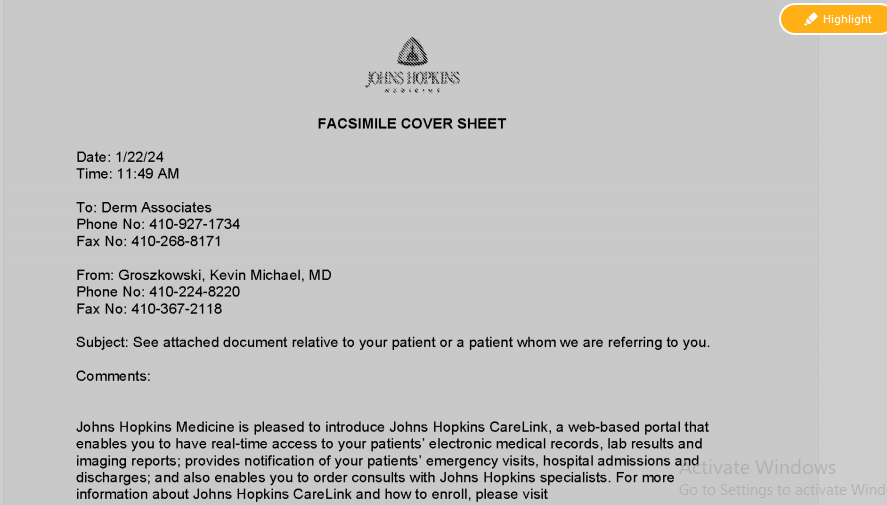 Highlight
JOHNS HOPKINS
MEDICINE
FACSIMILE COVER SHEET
Date: 1/22/24
Time: 11:49 AM
To: Derm Associates
Phone No: 410-927-1734
Fax No: 410-268-8171
From: Groszkowski, Kevin Michael, MD
Phone No: 410-224-8220
Fax No: 410-367-2118
Subject: See attached document relative to your patient or a patient whom we are referring to you.
Comments:
Johns Hopkins Medicine is pleased to introduce Johns Hopkins CareLink, a web-based portal that
enables you to have real-time access to your patients' electronic medical records, lab results and
imaging reports; provides notification of your patients' emergency visits, hospital admissions and
discharges; and also enables you to order consults with Johns Hopkins specialists. For more
information about Johns Hopkins CareLink and how to enroll, please visit
Activate Windows
Go to Settings to activate Wind